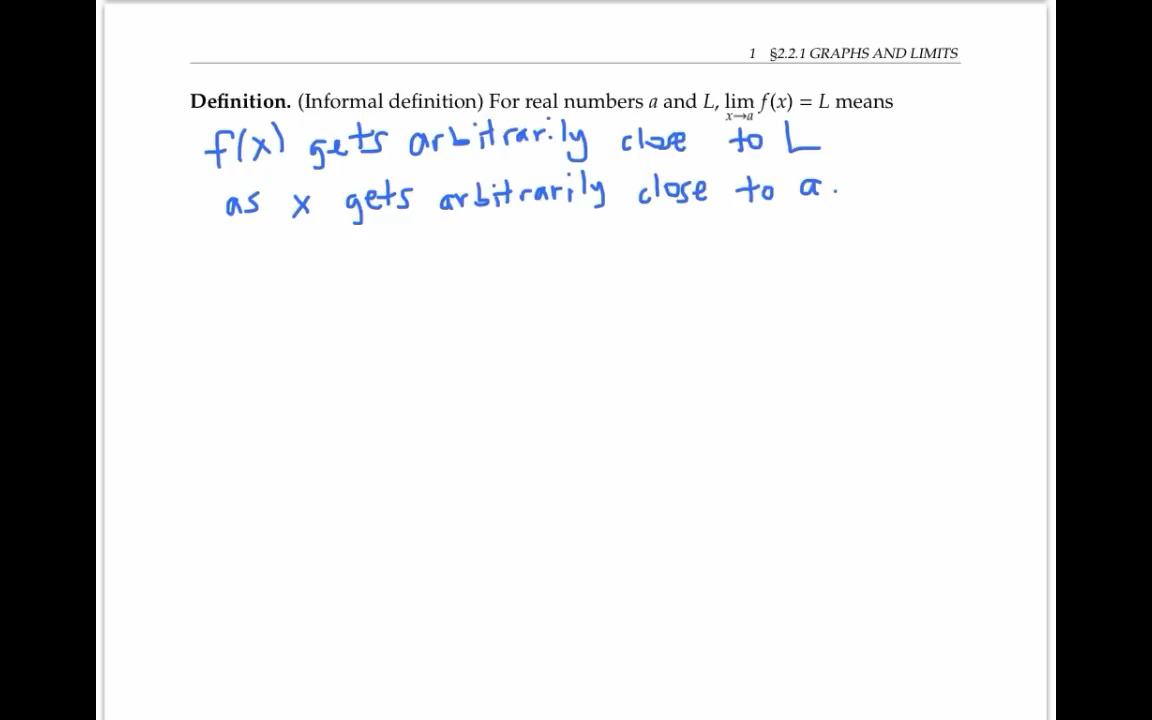 1 §2.2.1 GRAPHS AND LIMITS
Definition. (Informal definition) For real numbers a and L, lim x→a f(x) = L means
f(x) gets arbitrarily close to L
as x gets arbitrarily close to a.